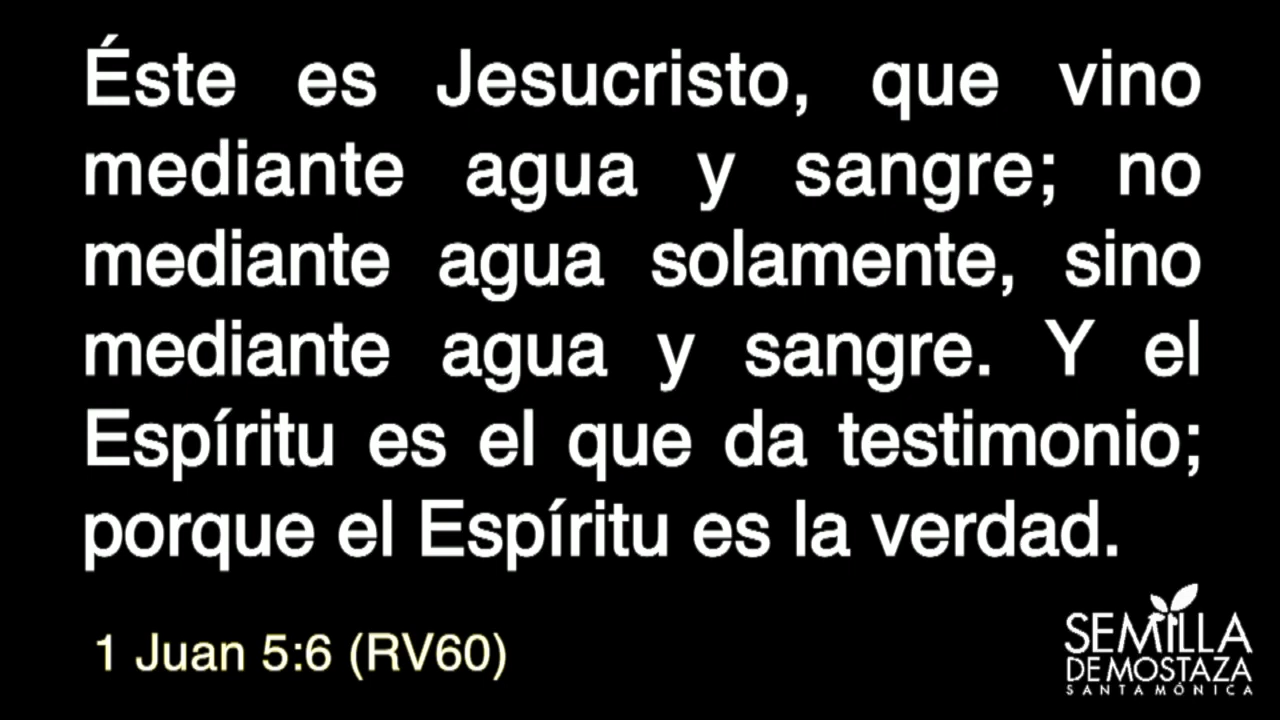 Éste es Jesucristo, que vino
mediante agua y sangre; no
mediante agua solamente, sino
mediante agua y sangre. Y el
Espíritu es el que da testimonio;
porque el Espíritu es la verdad.
1 Juan 5:6 (RV60)
SEMILLA
DE MOSTAZA
SANTA MÓNICA